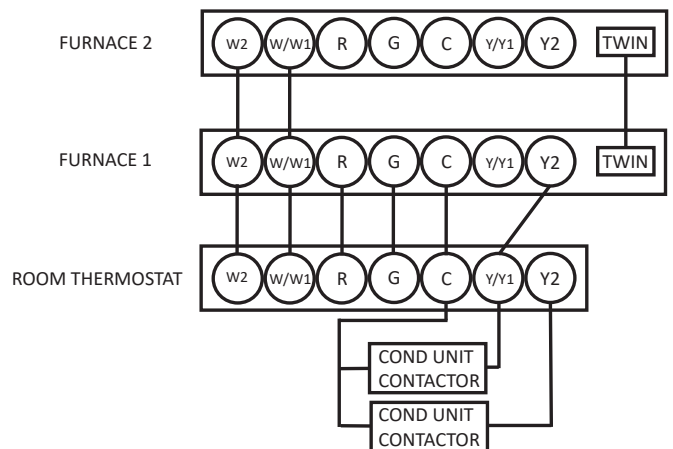 FURNACE 2 W2 W/W1 R G C Y/Y1 Y2 TWIN
FURNACE 1 W2 W/W1 R G C Y/Y1 Y2 TWIN
ROOM THERMOSTAT W2 W/W1 R G C Y/Y1 Y2
COND UNIT
CONTACTOR
COND UNIT
CONTACTOR